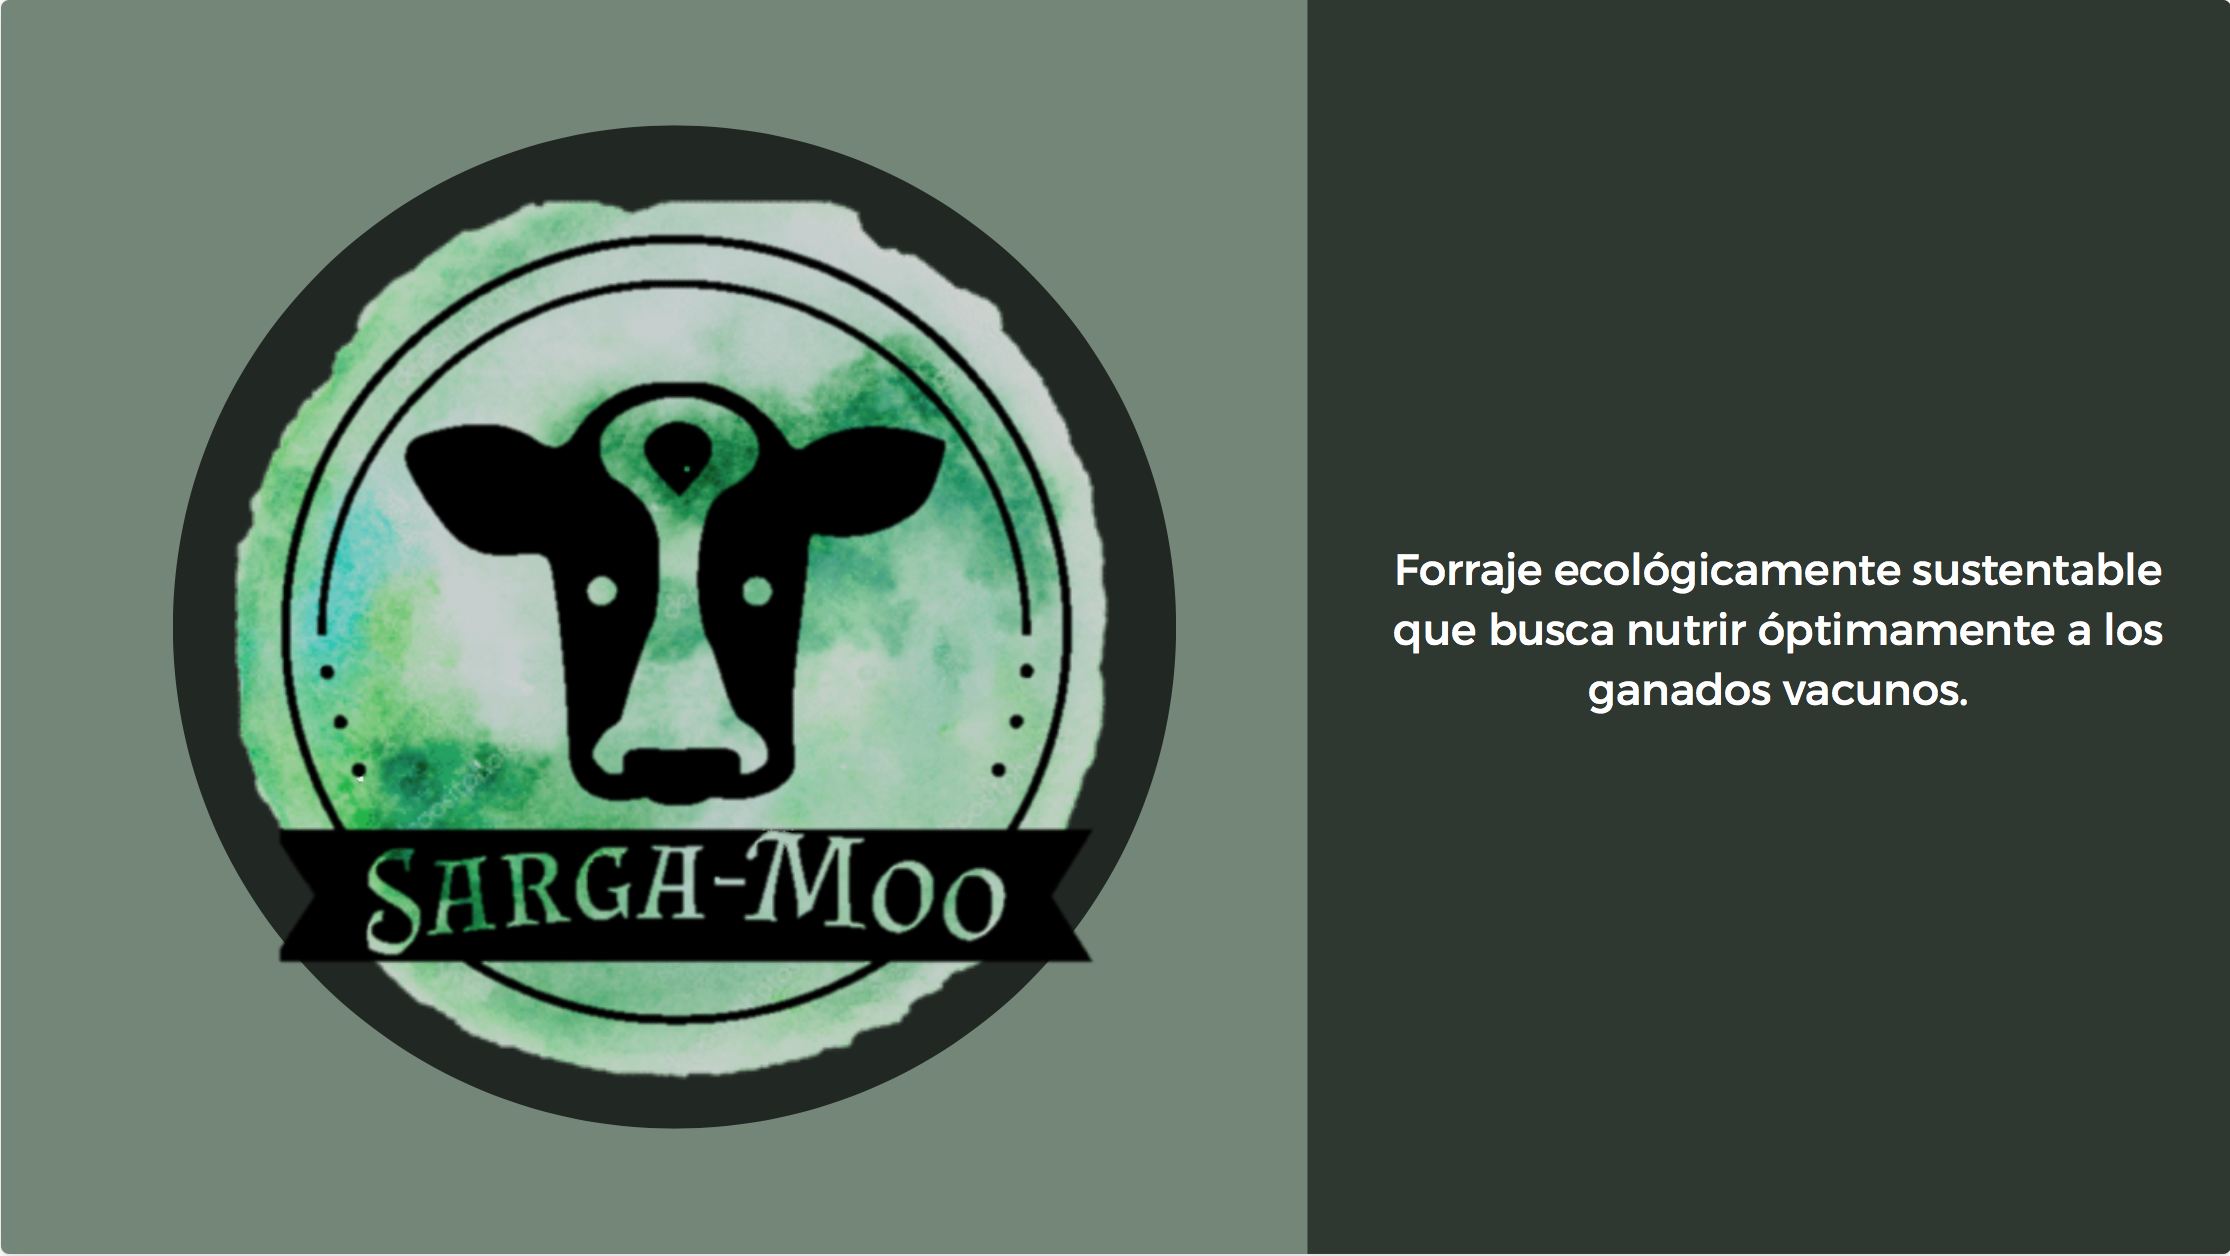 SARGA-MOO
Forraje ecológicamente sustentable
que busca nutrir óptimamente a los
ganados vacunos.